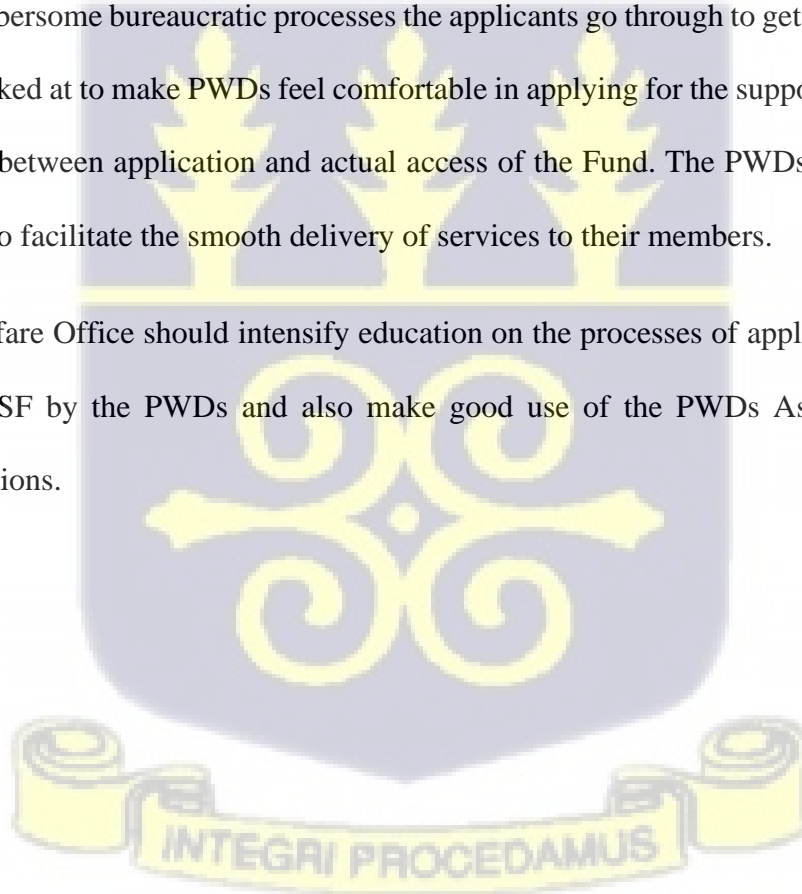 bersome bureaucratic processes the applicants go through to get
ked at to make PWDs feel comfortable in applying for the suppo
between application and actual access of the Fund. The PWDs
o facilitate the smooth delivery of services to their members.
fare Office should intensify education on the processes of appl
SF by the PWDs and also make good use of the PWDs As
ions.
INTEGRI PROCEDAMUS